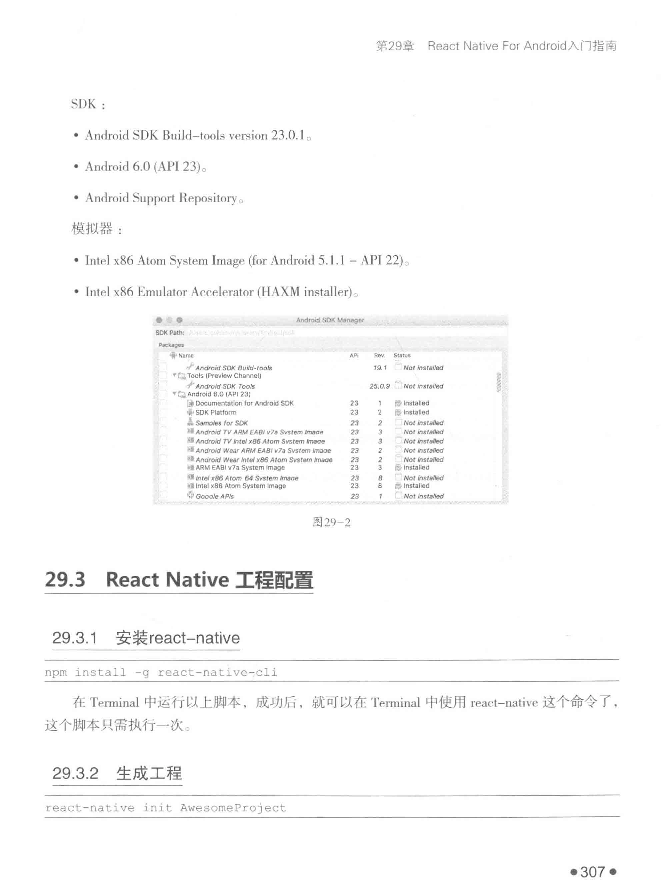 第29章 React Native For Android入门指南
SDK：
• Android SDK Build-tools version 23.0.1。
• Android 6.0 (API 23)。
• Android Support Repository。
模拟器：
• Intel x86 Atom System Image (for Android 5.1.1 - API 22)。
• Intel x86 Emulator Accelerator (HAXM installer)。
Android SDK Manager
SDK Path:
Packages
Name API Rev. Status
Android SDK Build-tools 19.1 Not installed
Tools (Preview Channel)
Android SDK Tools 25.0.9 Not installed
Android 6.0 (API 23)
Documentation for Android SDK 23 1 Installed
SDK Platform 23 2 Installed
Samples for SDK 23 2 Not installed
Android TV ARM EABI v7a System Image 23 3 Not installed
Android TV Intel x86 Atom System Image 23 3 Not installed
Android Wear ARM EABI v7a System Image 23 2 Not installed
Android Wear Intel x86 Atom System Image 23 2 Not installed
ARM EABI v7a System Image 23 3 Installed
Intel x86 Atom 64 System Image 23 8 Not installed
Intel x86 Atom System Image 23 8 Installed
Google APIs 23 1 Not installed
图29-2
29.3 React Native 工程配置
29.3.1 安装react-native
npm install -g react-native-cli
在 Terminal 中运行以上脚本，成功后，就可以在 Terminal 中使用 react-native 这个命令了，
这个脚本只需执行一次。
29.3.2 生成工程
react-native init AwesomeProject
•307•